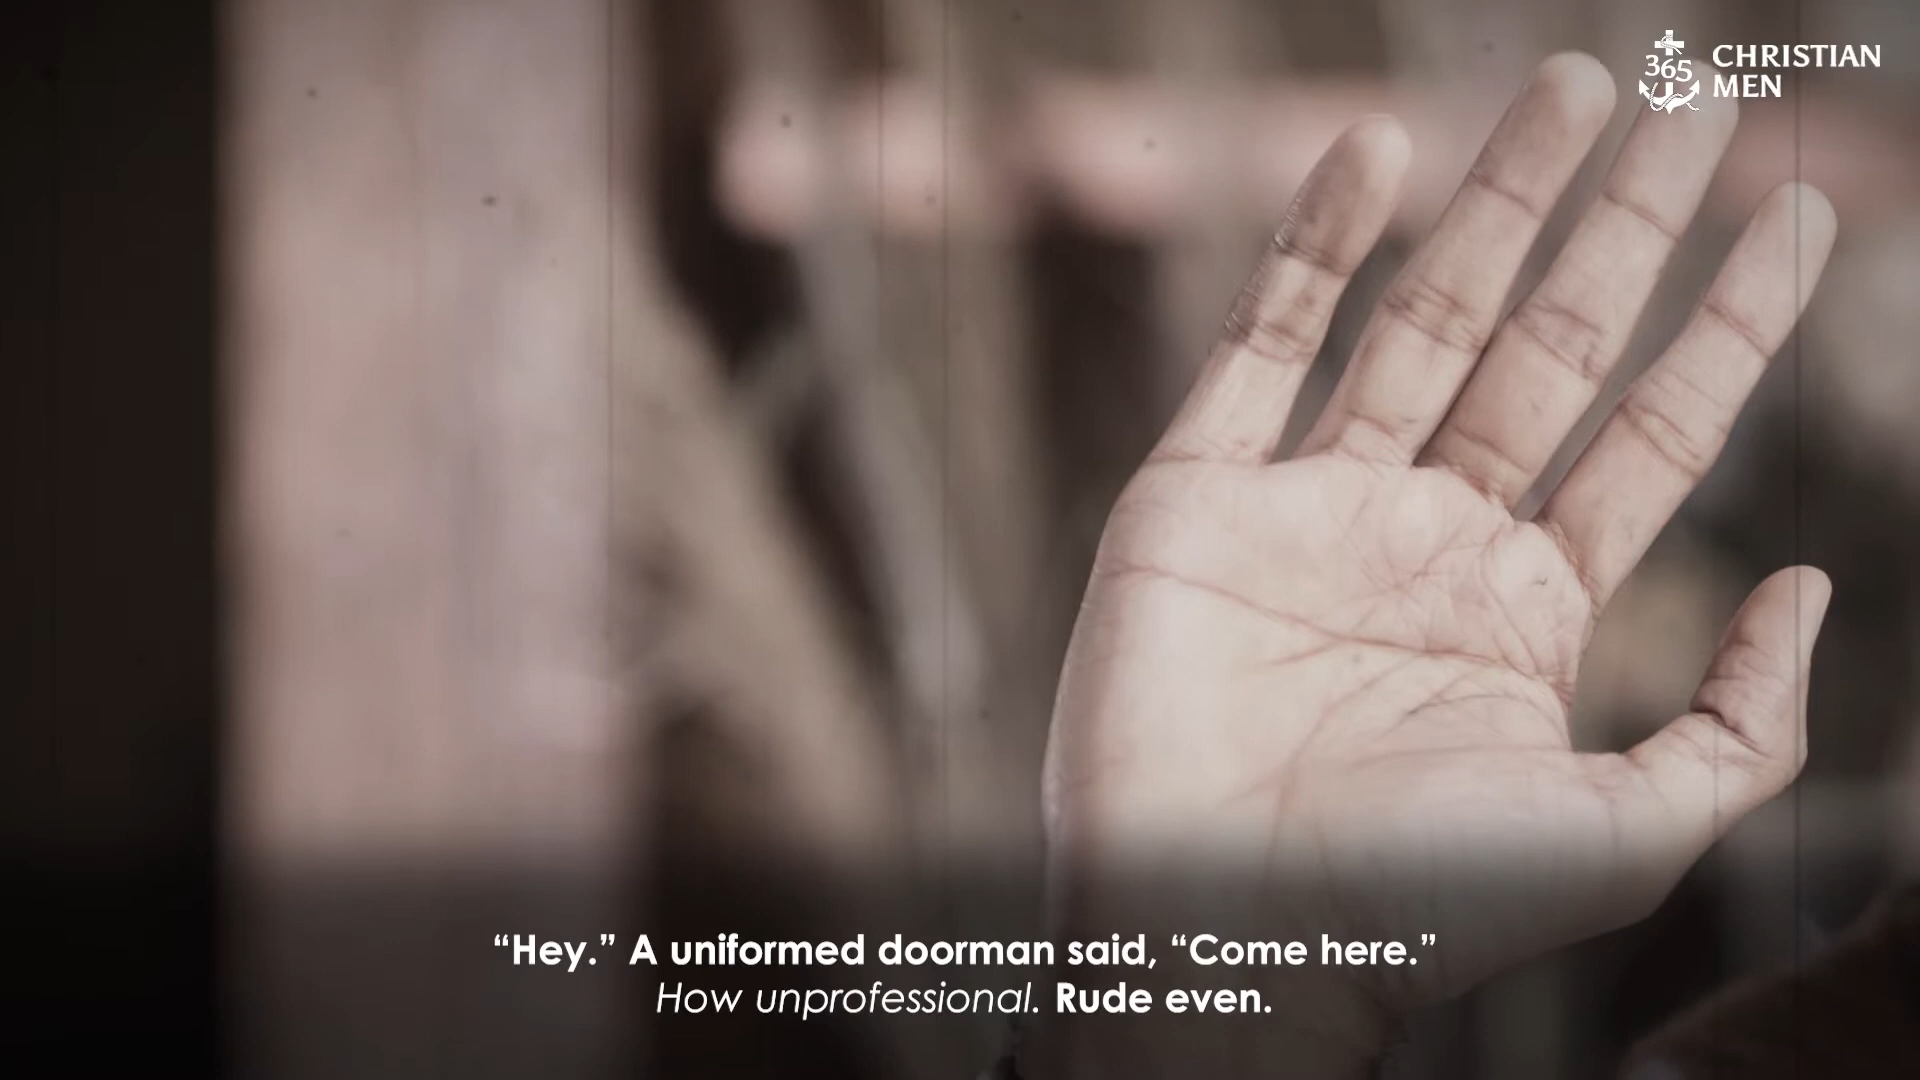 365
CHRISTIAN
MEN
“Hey.” A uniformed doorman said, “Come here.”
How unprofessional. Rude even.